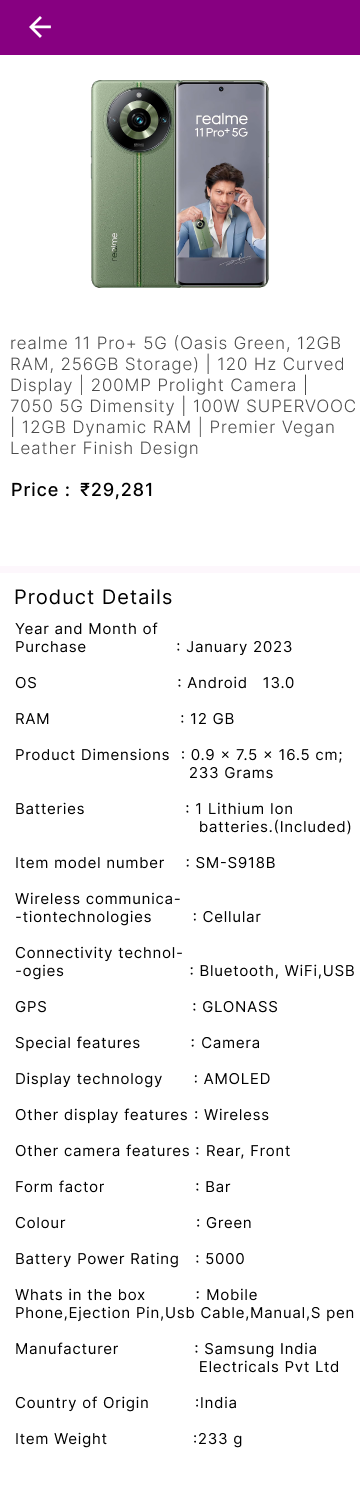 realme
11 Pro+ 5G
realme
realme 11 Pro+ 5G (Oasis Green, 12GB
RAM, 256GB Storage) | 120 Hz Curved
Display | 200MP Prolight Camera |
7050 5G Dimensity | 100W SUPERVOOC
| 12GB Dynamic RAM | Premier Vegan
Leather Finish Design
Price : ₹29,281
Product Details
Year and Month of
Purchase : January 2023
OS : Android 13.0
RAM : 12 GB
Product Dimensions : 0.9 x 7.5 x 16.5 cm;
233 Grams
Batteries : 1 Lithium Ion
batteries.(Included)
Item model number : SM-S918B
Wireless communica-
-tiontechnologies : Cellular
Connectivity technol-
-ogies : Bluetooth, WiFi,USB
GPS : GLONASS
Special features : Camera
Display technology : AMOLED
Other display features : Wireless
Other camera features : Rear, Front
Form factor : Bar
Colour : Green
Battery Power Rating : 5000
Whats in the box : Mobile
Phone,Ejection Pin,Usb Cable,Manual,S pen
Manufacturer : Samsung India
Electricals Pvt Ltd
Country of Origin :India
Item Weight :233 g